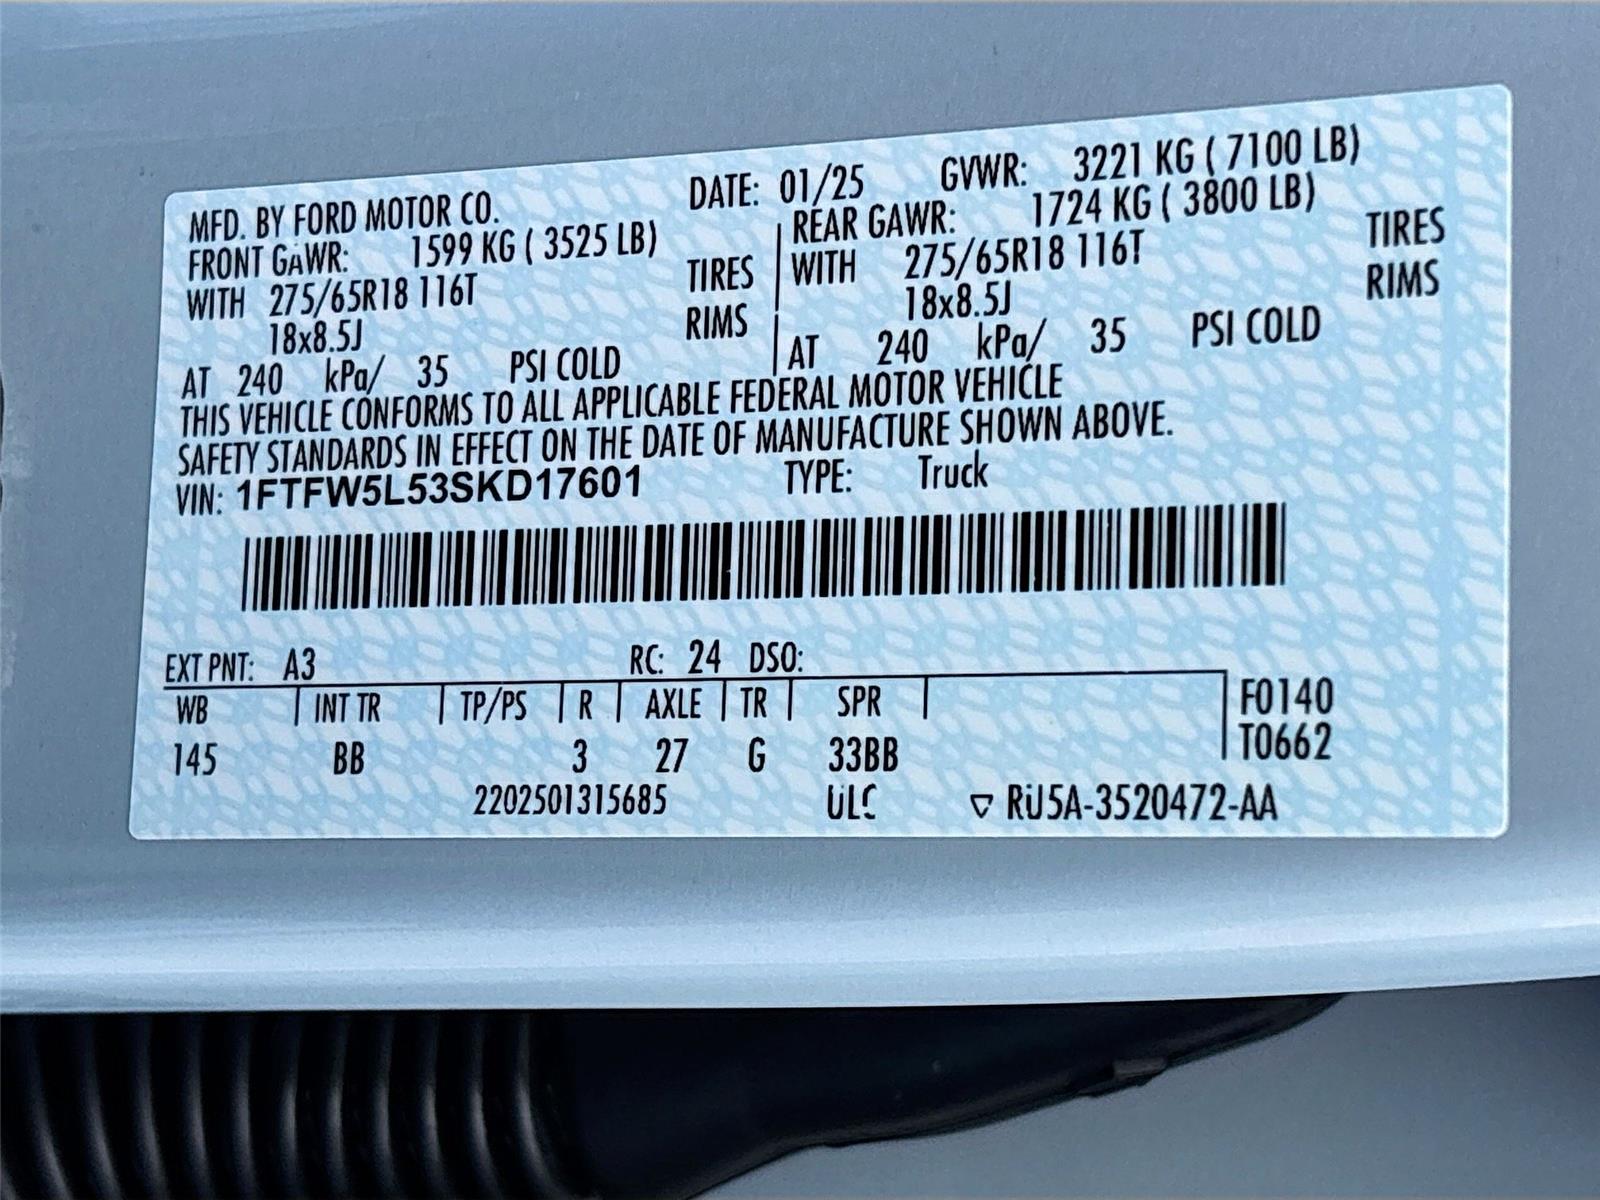 MFD. BY FORD MOTOR CO. DATE: 01/25 GVWR: 3221 KG ( 7100 LB)
FRONT GAWR: 1599 KG ( 3525 LB) REAR GAWR: 1724 KG ( 3800 LB)
WITH 275/65R18 116T TIRES WITH 275/65R18 116T TIRES
18x8.5J RIMS 18x8.5J RIMS
AT 240 kPa/ 35 PSI COLD AT 240 kPa/ 35 PSI COLD
THIS VEHICLE CONFORMS TO ALL APPLICABLE FEDERAL MOTOR VEHICLE
SAFETY STANDARDS IN EFFECT ON THE DATE OF MANUFACTURE SHOWN ABOVE.
VIN: 1FTFW5L53SKD17601 TYPE: Truck
EXT PNT: A3 RC: 24 DSO:
WB INT TR TP/PS R AXLE TR SPR F0140
145 BB 3 27 G 33BB T0662
2202501315685 ULC ▽ RU5A-3520472-AA